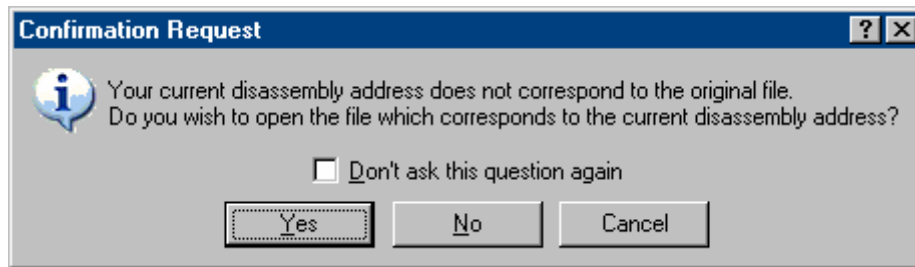 Confirmation Request
Your current disassembly address does not correspond to the original file.
Do you wish to open the file which corresponds to the current disassembly address?
Don't ask this question again
Yes No Cancel